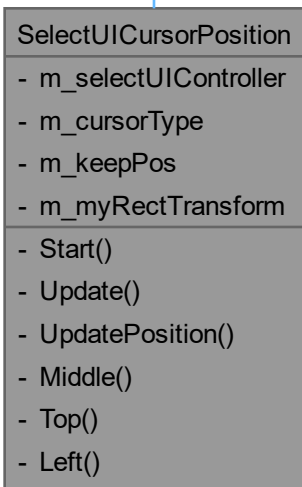 SelectUICursorPosition
- m_selectUIController
- m_cursorType
- m_keepPos
- m_myRectTransform
- Start()
- Update()
- UpdatePosition()
- Middle()
- Top()
- Left()